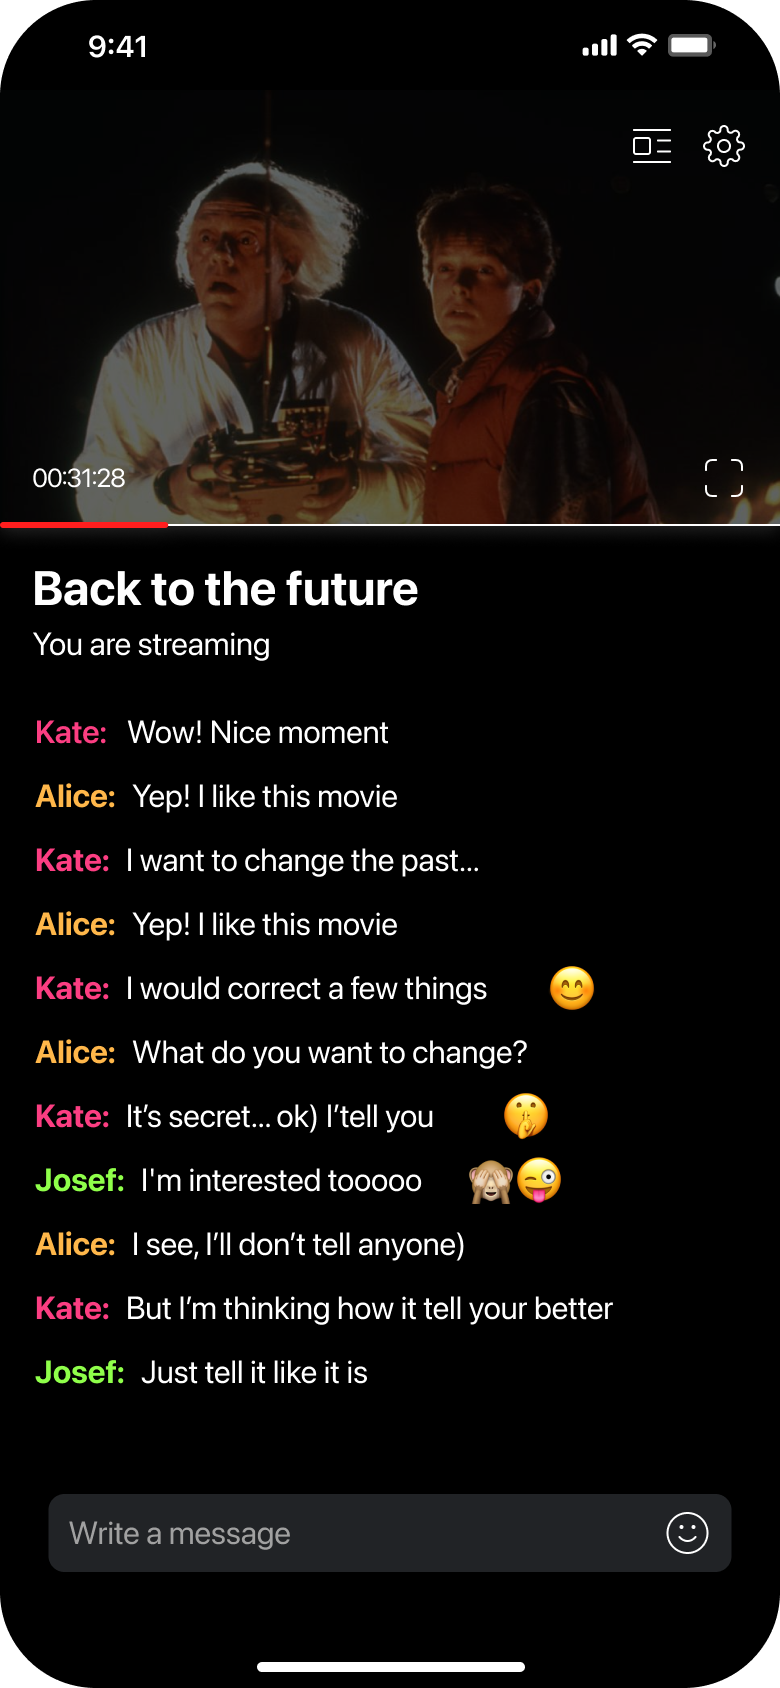 9:41
00:31:28
Back to the future
You are streaming
Kate: Wow! Nice moment
Alice: Yep! I like this movie
Kate: I want to change the past...
Alice: Yep! I like this movie
Kate: I would correct a few things 😊
Alice: What do you want to change?
Kate: It’s secret... ok) I’tell you 🤫
Josef: I'm interested tooooo 🙈😜
Alice: I see, I’ll don’t tell anyone)
Kate: But I’m thinking how it tell your better
Josef: Just tell it like it is
Write a message